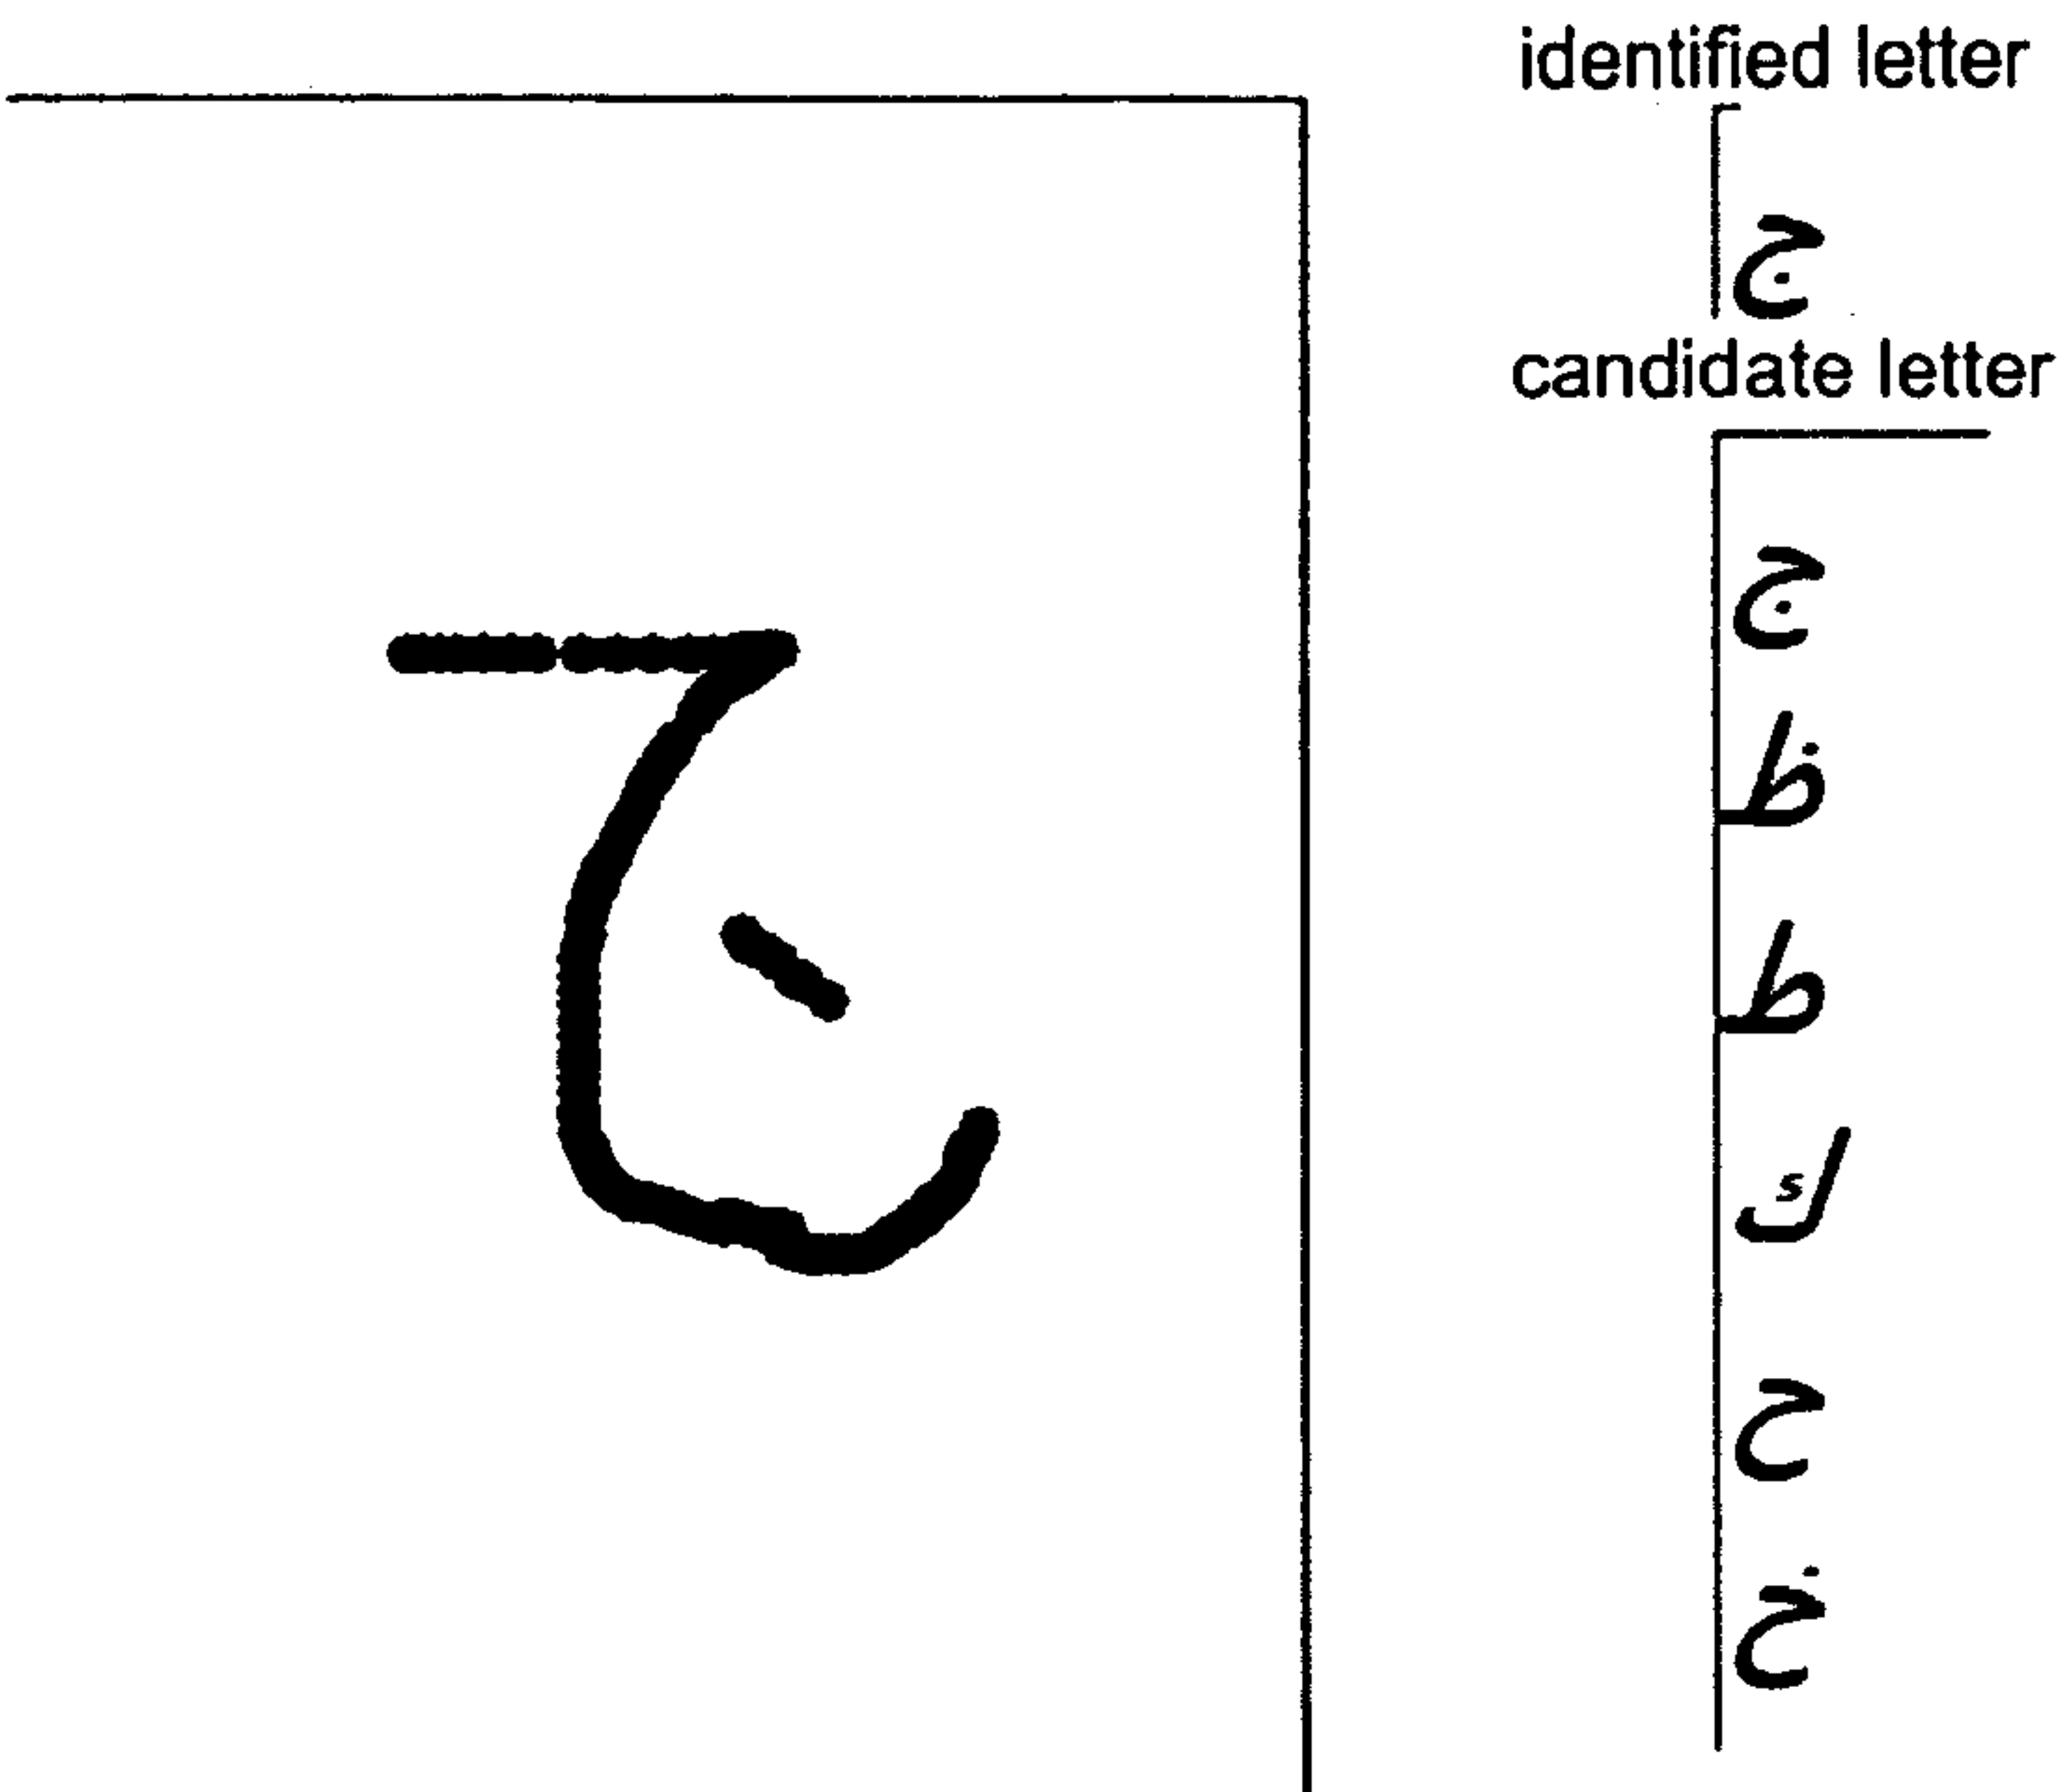 identified letter
ج
candidate letter
ج
ج
ظ
ط
ك
ح
خ